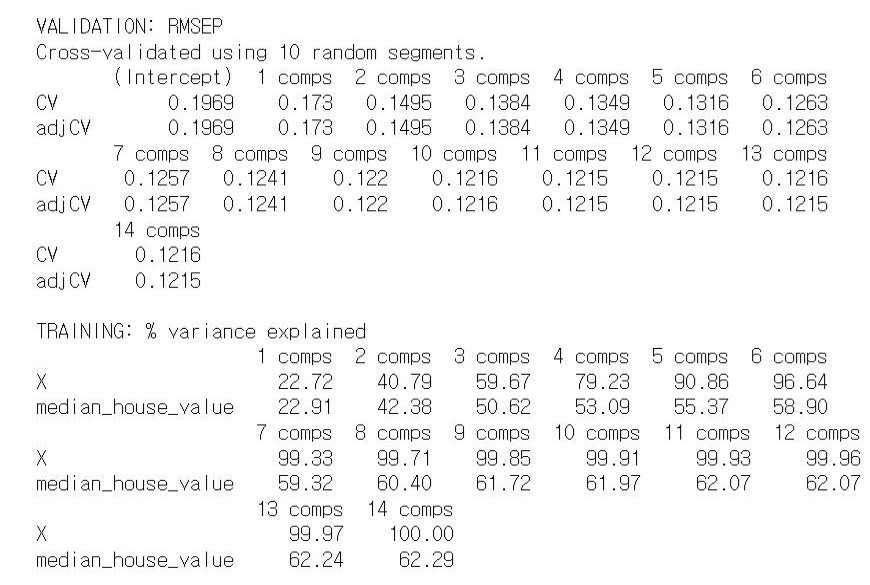 VALIDATION: RMSEP
Cross-validated using 10 random segments.
(Intercept) 1 comps 2 comps 3 comps 4 comps 5 comps 6 comps
CV 0.1969 0.173 0.1495 0.1384 0.1349 0.1316 0.1263
adjCV 0.1969 0.173 0.1495 0.1384 0.1349 0.1316 0.1263
7 comps 8 comps 9 comps 10 comps 11 comps 12 comps 13 comps
CV 0.1257 0.1241 0.122 0.1216 0.1215 0.1215 0.1216
adjCV 0.1257 0.1241 0.122 0.1216 0.1215 0.1215 0.1215
14 comps
CV 0.1216
adjCV 0.1215
TRAINING: % variance explained
1 comps 2 comps 3 comps 4 comps 5 comps 6 comps
X 22.72 40.79 59.67 79.23 90.86 96.64
median_house_value 22.91 42.38 50.62 53.09 55.37 58.90
7 comps 8 comps 9 comps 10 comps 11 comps 12 comps
X 99.33 99.71 99.85 99.91 99.93 99.96
median_house_value 59.32 60.40 61.72 61.97 62.07 62.07
13 comps 14 comps
X 99.97 100.00
median_house_value 62.24 62.29